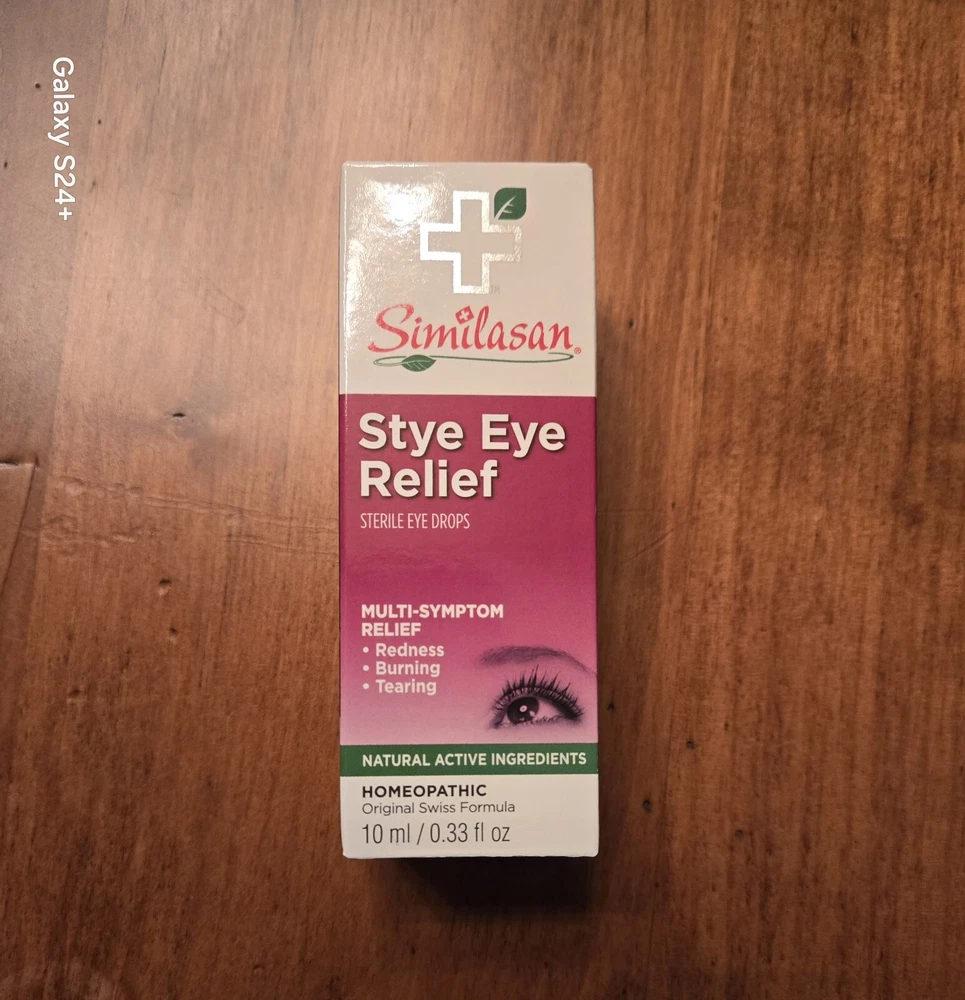 Galaxy S24+
Similasan®
Stye Eye
Relief
STERILE EYE DROPS
MULTI-SYMPTOM
RELIEF
• Redness
• Burning
• Tearing
NATURAL ACTIVE INGREDIENTS
HOMEOPATHIC
Original Swiss Formula
10 ml / 0.33 fl oz